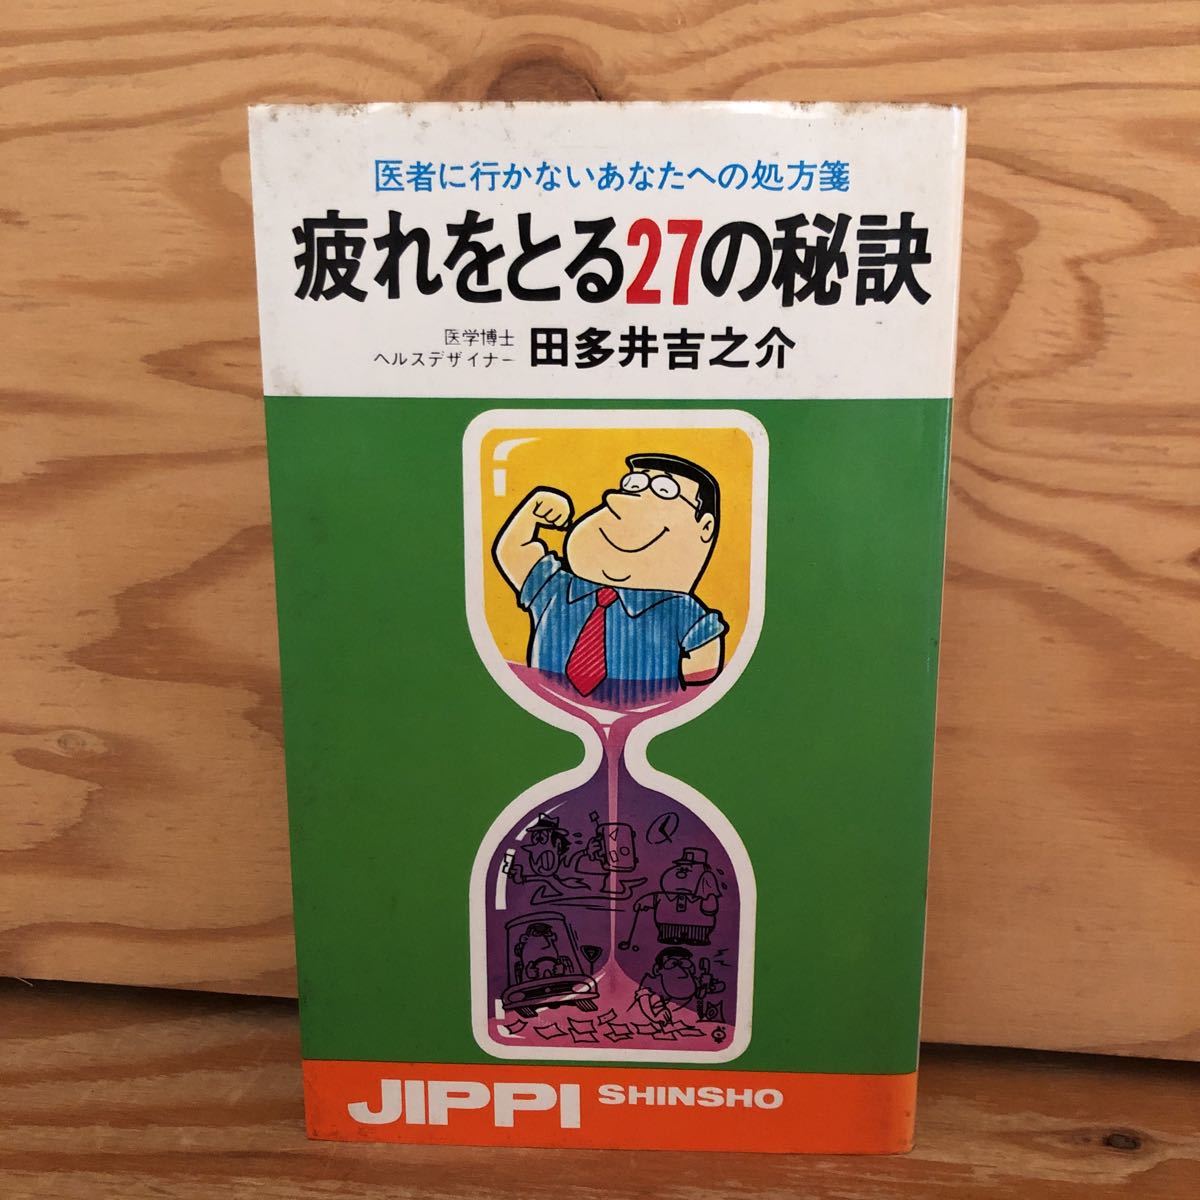 医者に行かないあなたへの処方箋
疲れをとる27の秘訣
医学博士
ヘルスデザイナー
田多井吉之介
JIPPI SHINSHO